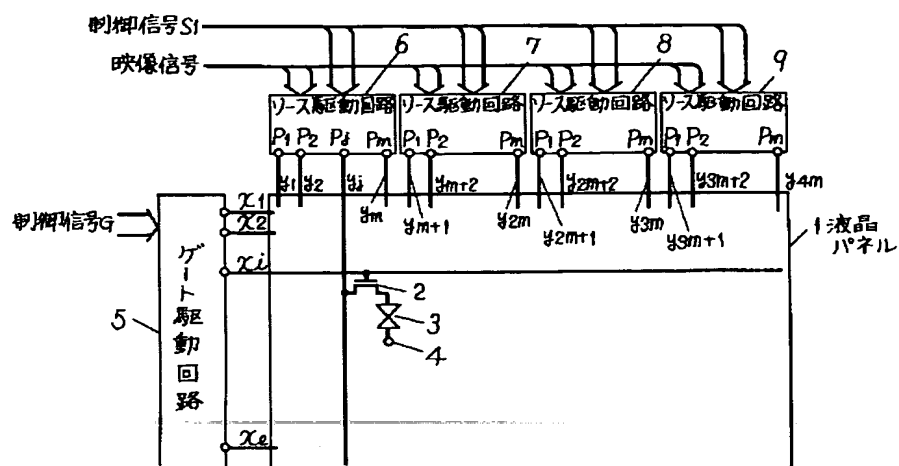 制御信号S1
映像信号
6
7
8
9
ソース駆動回路
ソース駆動回路
ソース駆動回路
ソース駆動回路
P1 P2 Pj Pm
P1 P2 Pm
P1 P2 Pm
P1 P2 Pm
y1 y2 yj ym
ym+1 ym+2 y2m
y2m+1 y2m+2 y3m
y3m+1 y3m+2 y4m
制御信号G
x1
x2
xi
xe
5
ゲート駆動回路
1 液晶
パネル
2
3
4